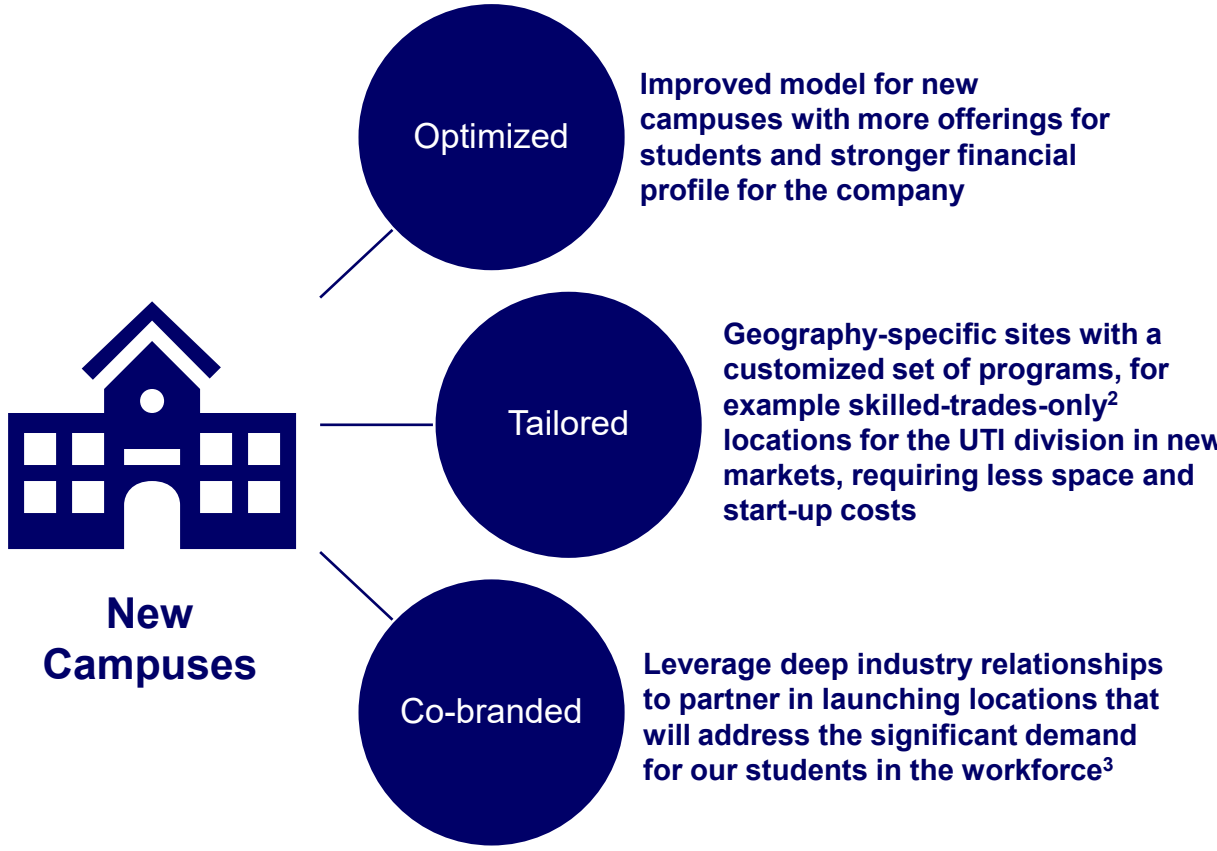 Optimized
Improved model for new
campuses with more offerings for
students and stronger financial
profile for the company
Tailored
Geography-specific sites with a
customized set of programs, for
example skilled-trades-only²
locations for the UTI division in new
markets, requiring less space and
start-up costs
New
Campuses
Co-branded
Leverage deep industry relationships
to partner in launching locations that
will address the significant demand
for our students in the workforce³